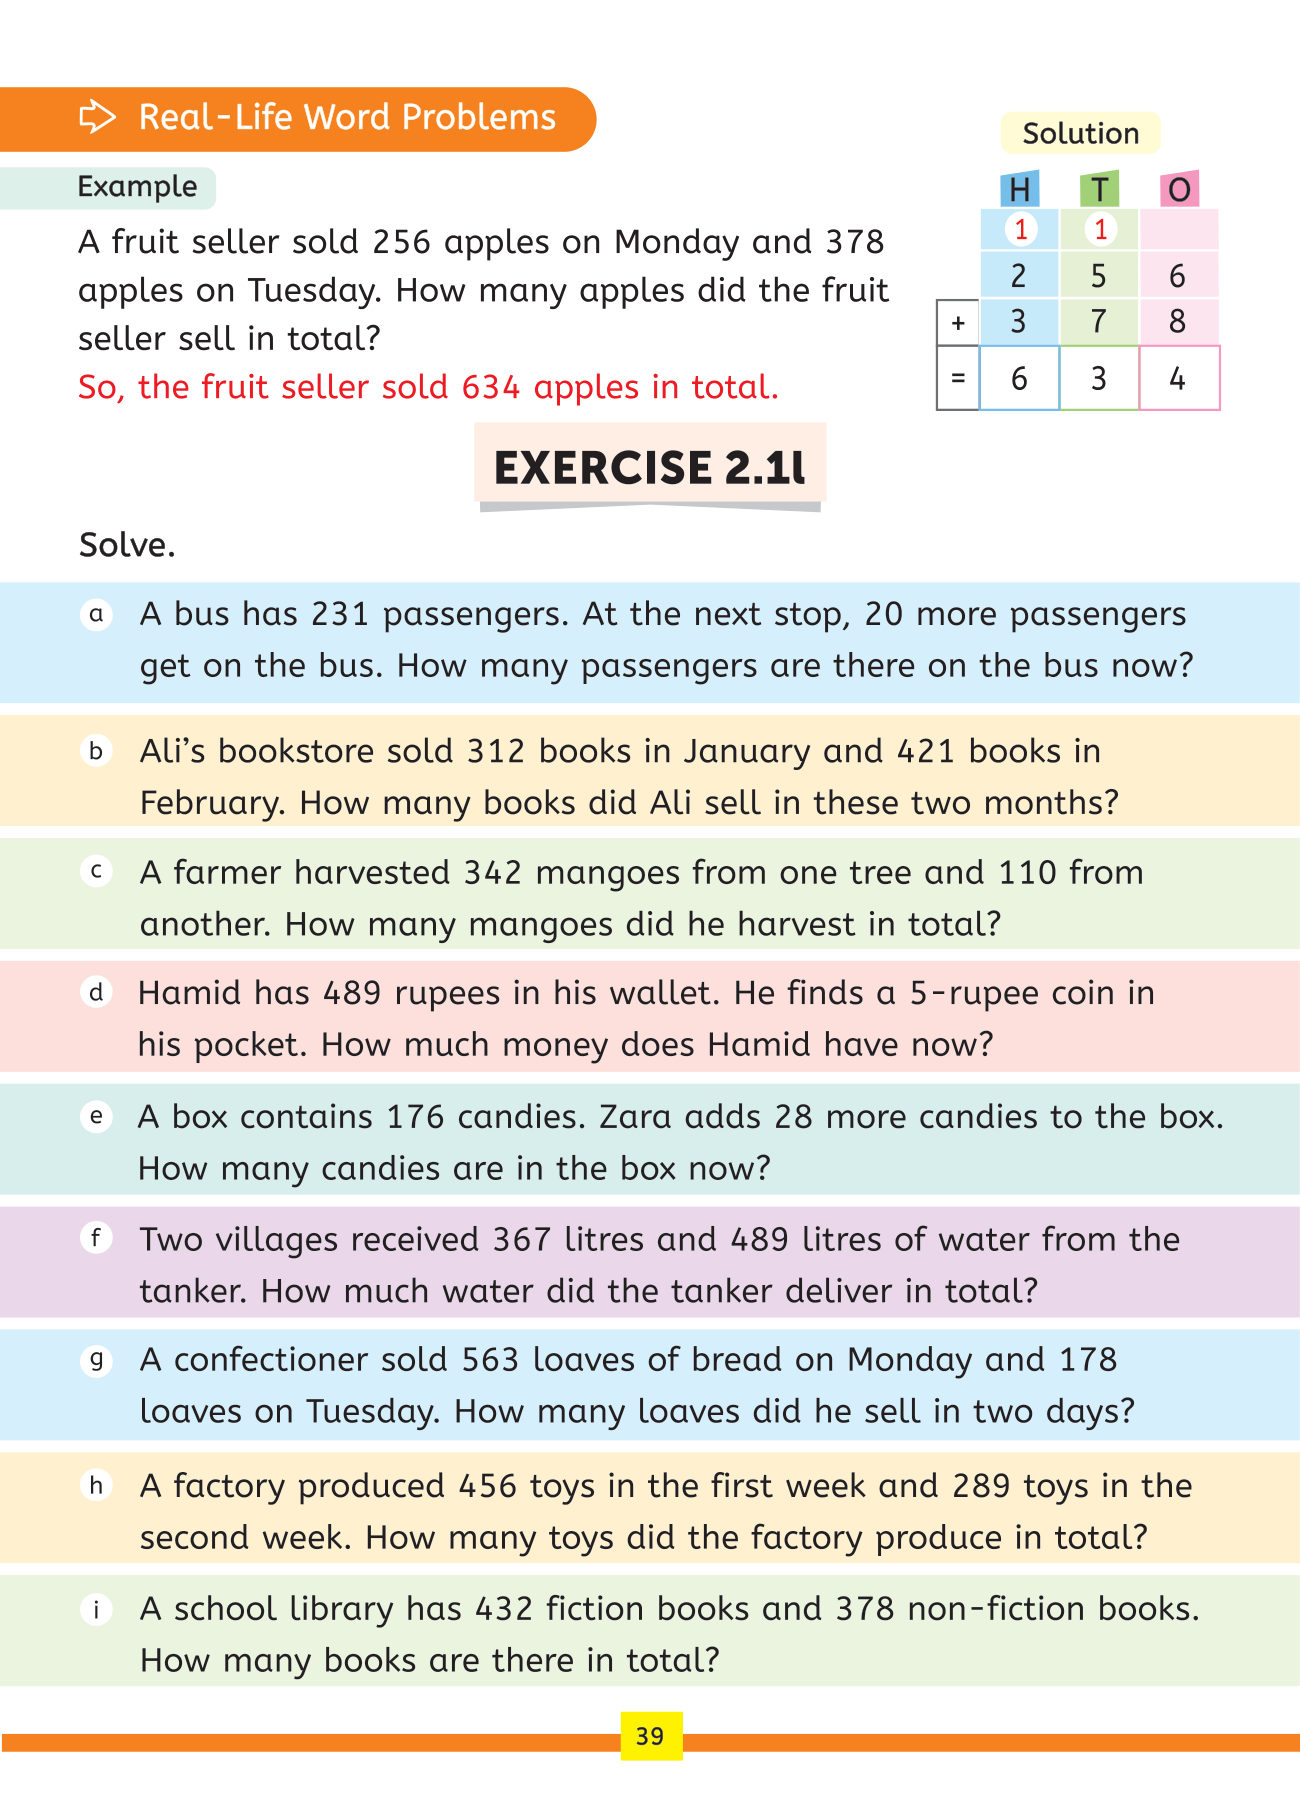 Real-Life Word Problems
Example
A fruit seller sold 256 apples on Monday and 378
apples on Tuesday. How many apples did the fruit
seller sell in total?
So, the fruit seller sold 634 apples in total.
Solution
H T O
1 1
2 5 6
+ 3 7 8
= 6 3 4
EXERCISE 2.1l
Solve.
a A bus has 231 passengers. At the next stop, 20 more passengers
get on the bus. How many passengers are there on the bus now?
b Ali’s bookstore sold 312 books in January and 421 books in
February. How many books did Ali sell in these two months?
c A farmer harvested 342 mangoes from one tree and 110 from
another. How many mangoes did he harvest in total?
d Hamid has 489 rupees in his wallet. He finds a 5-rupee coin in
his pocket. How much money does Hamid have now?
e A box contains 176 candies. Zara adds 28 more candies to the box.
How many candies are in the box now?
f Two villages received 367 litres and 489 litres of water from the
tanker. How much water did the tanker deliver in total?
g A confectioner sold 563 loaves of bread on Monday and 178
loaves on Tuesday. How many loaves did he sell in two days?
h A factory produced 456 toys in the first week and 289 toys in the
second week. How many toys did the factory produce in total?
i A school library has 432 fiction books and 378 non-fiction books.
How many books are there in total?
39